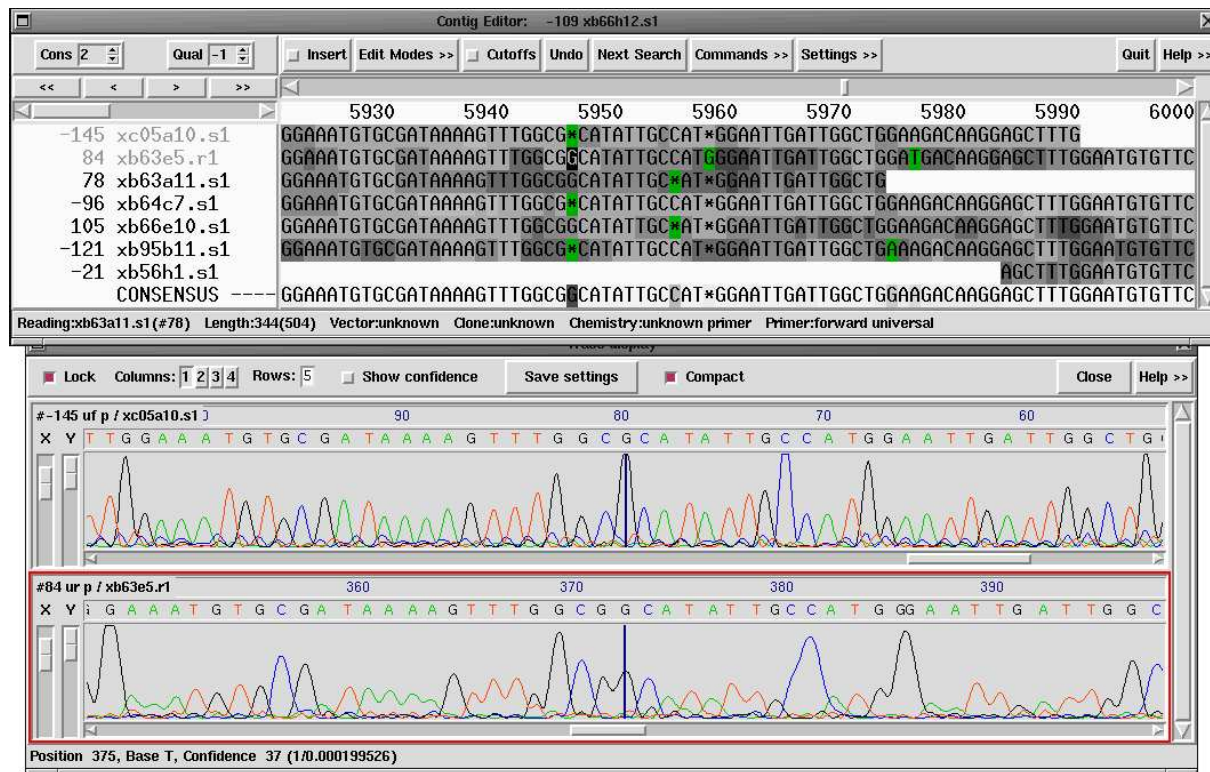 Contig Editor: -109 xb66h12.s1
Cons 2 Qual -1 Insert Edit Modes >> Cutoffs Undo Next Search Commands >> Settings >> Quit Help >>
<< < > >>
5930 5940 5950 5960 5970 5980 5990 6000
-145 xc05a10.s1 GGAAATGTGCGATAAAAGTTTGGCG*CATATTGCCAT*GGAATTGATTGGCTGGAAGACAAGGAGCTTTG
84 xb63e5.r1 GGAAATGTGCGATAAAAGTTTGGCGGCATATTGCCATGGGAATTGATTGGCTGGATGACAAGGAGCTTTGGAATGTGTTC
78 xb63a11.s1 GGAAATGTGCGATAAAAGTTTGGCGGCATATTGC*AT*GGAATTGATTGGCTG
-96 xb64c7.s1 GGAAATGTGCGATAAAAGTTTGGCG*CATATTGCCAT*GGAATTGATTGGCTGGAAGACAAGGAGCTTTGGAATGTGTTC
105 xb66e10.s1 GGAAATGTGCGATAAAAGTTTGGCGGCATATTGC*AT*GGAATTGATTGGCTGGAAGACAAGGAGCTTTGGAATGTGTTC
-121 xb95b11.s1 GGAAATGTGCGATAAAAGTTTGGCG*CATATTGCCAT*GGAATTGATTGGCTGAAAGACAAGGAGCTTTGGAATGTGTTC
-21 xb56h1.s1 AGCTTTGGAATGTGTTC
CONSENSUS ---- GGAAATGTGCGATAAAAGTTTGGCGGCATATTGCCAT*GGAATTGATTGGCTGGAAGACAAGGAGCTTTGGAATGTGTTC
Reading:xb63a11.s1(#78) Length:344(504) Vector:unknown Clone:unknown Chemistry:unknown primer Primer:forward universal
Lock Columns: 1 2 3 4 Rows: 5 Show confidence Save settings Compact Close Help >>
#-145 uf p / xc05a10.s1 90 80 70 60
X Y T T G G A A A T G T G C G A T A A A A G T T T G G C G C A T A T T G C C A T G G A A T T G A T T G G C T G
#84 ur p / xb63e5.r1 360 370 380 390
X Y G A A A T G T G C G A T A A A A G T T T G G C G G C A T A T T G C C A T G GG A A T T G A T T G G C
Position 375, Base T, Confidence 37 (1/0.000199526)